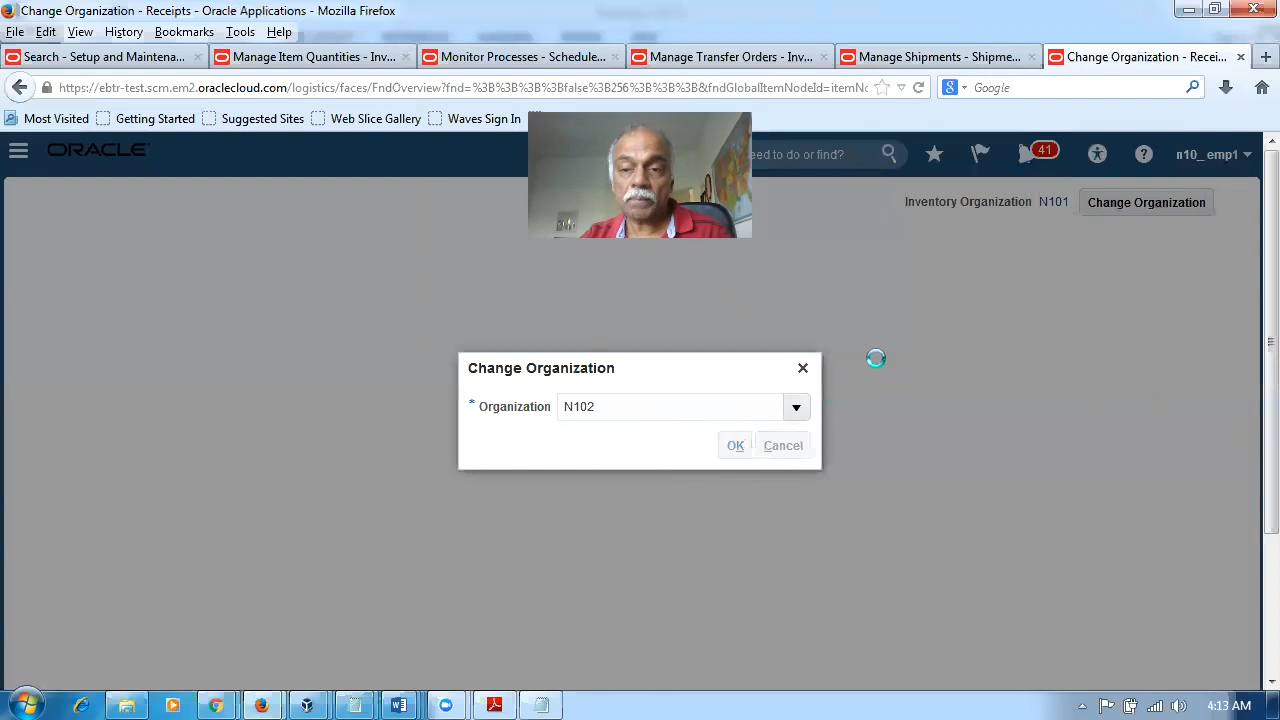 Change Organization - Receipts - Oracle Applications - Mozilla Firefox
File Edit View History Bookmarks Tools Help
Search - Setup and Maintena... Manage Item Quantities - Inv... Monitor Processes - Schedule... Manage Transfer Orders - Inv... Manage Shipments - Shipme... Change Organization - Recei...
https://ebtr-test.scm.em2.oraclecloud.com/logistics/faces/FndOverview?fnd=%3B%3B%3B%3Bfalse%3B256%3B%3B%3B&fndGlobalItemNodeId=itemNo Google
Most Visited Getting Started Suggested Sites Web Slice Gallery Waves Sign In
ORACLE eed to do or find? 41 n10_emp1
Inventory Organization N101 Change Organization
Change Organization
* Organization N102
OK Cancel
4:13 AM